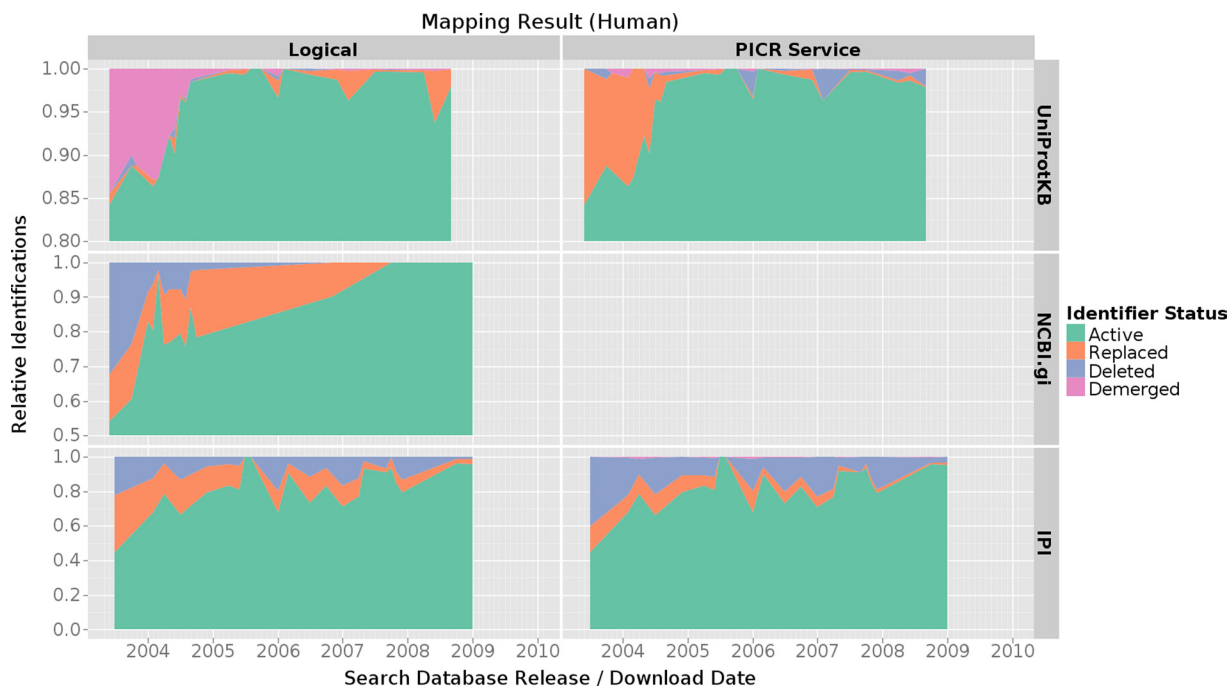 Mapping Result (Human)
Logical
PICR Service
1.00
0.95
0.90
0.85
0.80
UniProtKB
1.0
0.9
0.8
0.7
0.6
0.5
NCBI.gi
1.0
0.8
0.6
0.4
0.2
0.0
IPI
Relative Identifications
2004 2005 2006 2007 2008 2009 2010
2004 2005 2006 2007 2008 2009 2010
Search Database Release / Download Date
Identifier Status
Active
Replaced
Deleted
Demerged